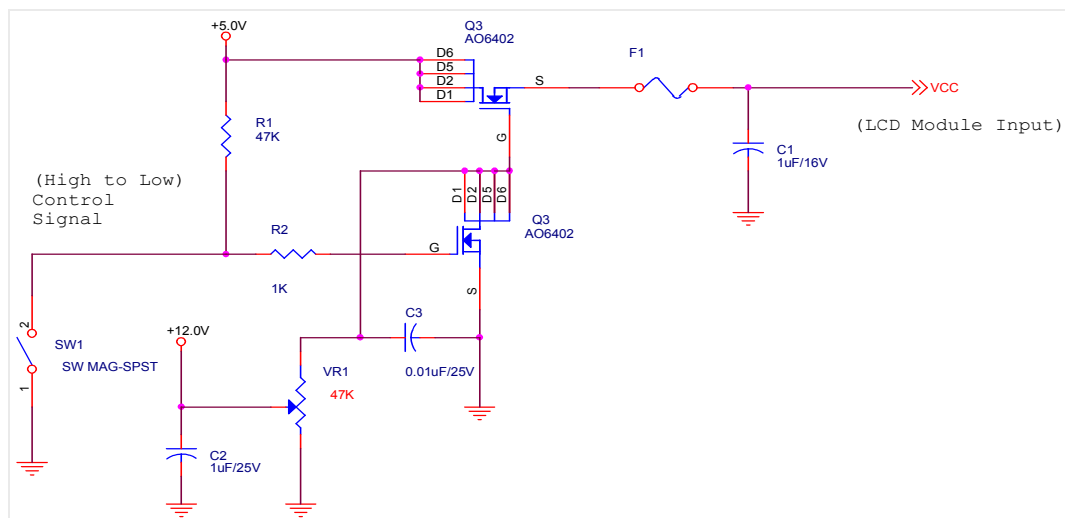 +5.0V
Q3
AO6402
D6
D5
D2
D1
S
G
F1
VCC
(LCD Module Input)
R1
47K
C1
1uF/16V
(High to Low)
Control
Signal
D1
D2
D5
D6
Q3
AO6402
R2
1K
G
S
C3
0.01uF/25V
+12.0V
2
SW1
SW MAG-SPST
1
VR1
47K
C2
1uF/25V